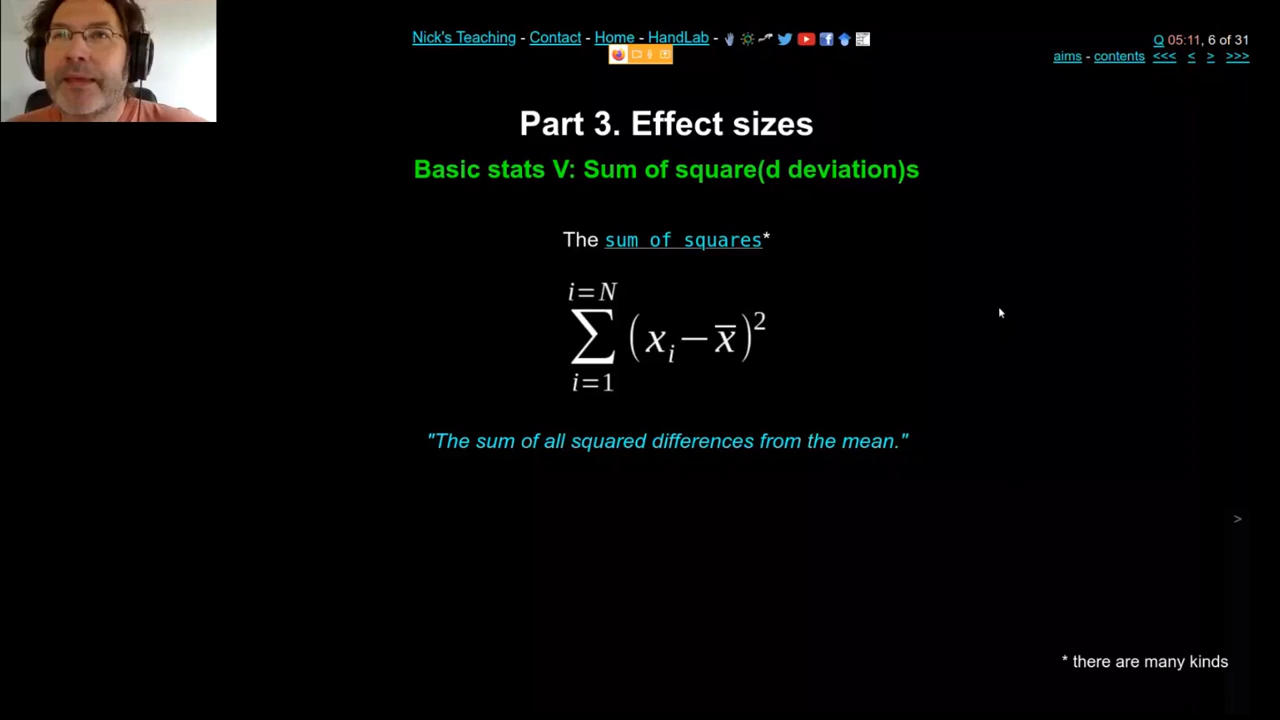 Nick's Teaching - Contact - Home - HandLab -
Q 05:11, 6 of 31
aims - contents <<< < > >>>
Part 3. Effect sizes
Basic stats V: Sum of square(d deviation)s
The sum of squares*
i=N
∑ (xᵢ−x̅)²
i=1
"The sum of all squared differences from the mean."
>
* there are many kinds